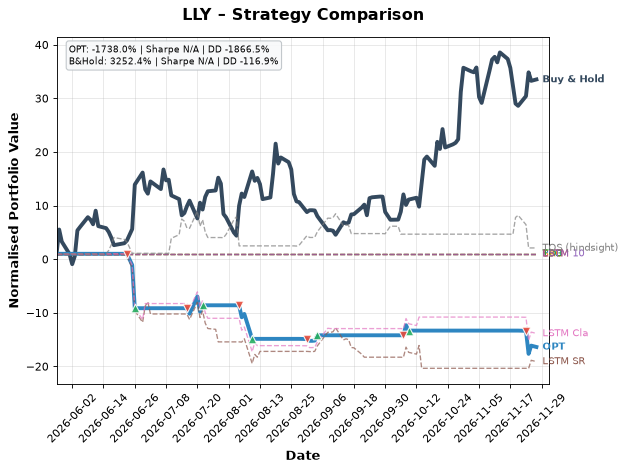 LLY – Strategy Comparison
OPT: -1738.0% | Sharpe N/A | DD -1866.5%
B&Hold: 3252.4% | Sharpe N/A | DD -116.9%
Normalised Portfolio Value
40
30
20
10
0
−10
−20
Buy & Hold
TDS (hindsight)
LSTM Cla
OPT
LSTM SR
2026-06-02
2026-06-14
2026-06-26
2026-07-08
2026-07-20
2026-08-01
2026-08-13
2026-08-25
2026-09-06
2026-09-18
2026-09-30
2026-10-12
2026-10-24
2026-11-05
2026-11-17
2026-11-29
Date